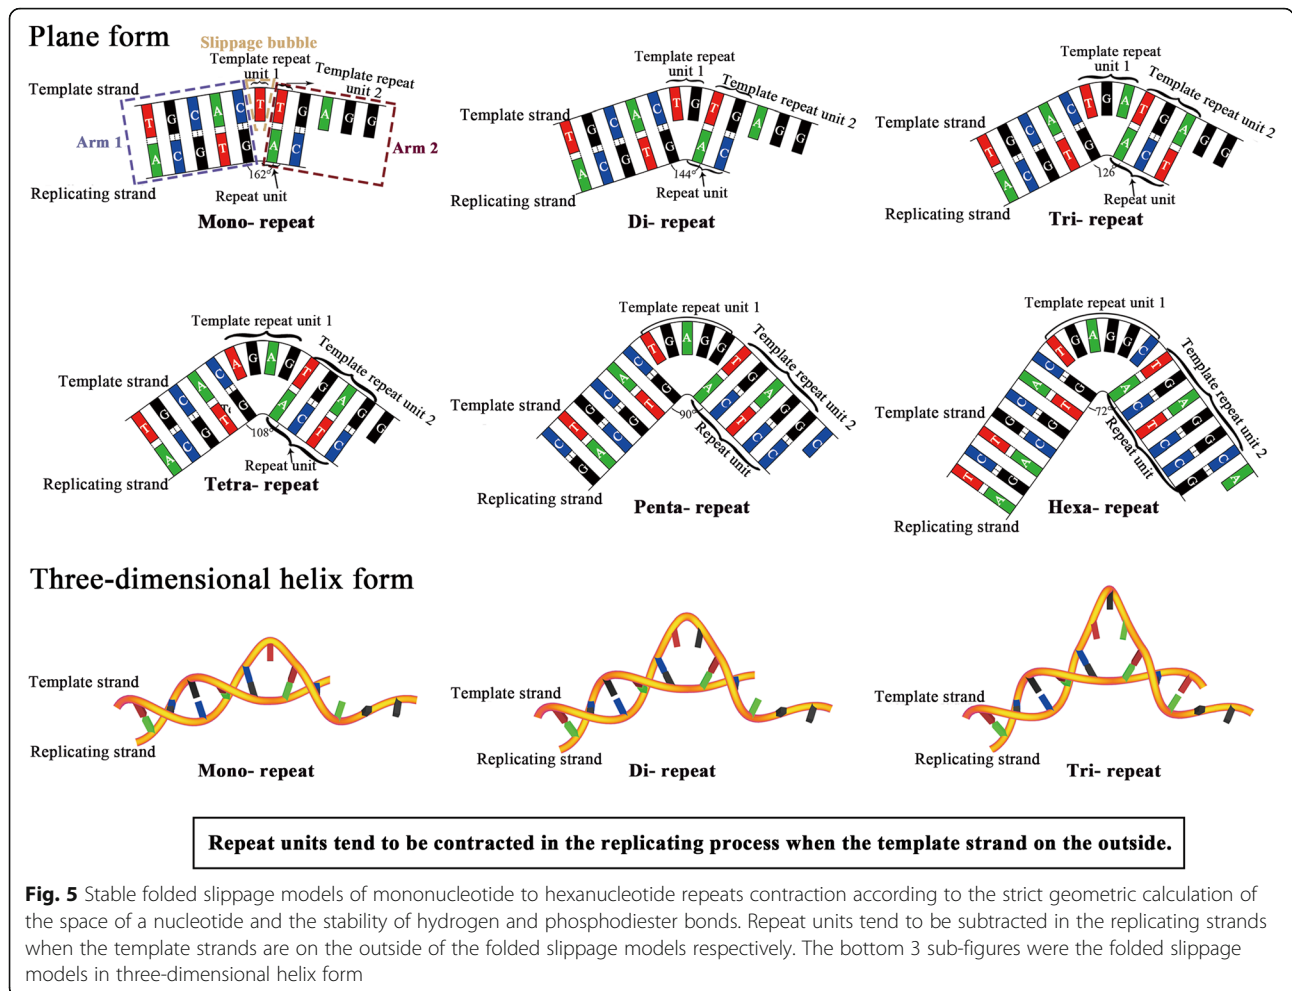 Plane form
Slippage bubble
Template repeat
unit 1
Template repeat
unit 2
Template strand
T G C A C T T G A G G
Arm 1
A C G T G A C
Arm 2
162°
Replicating strand
Repeat unit
Mono- repeat
Template repeat
unit 1
Template repeat unit 2
Template strand
T G C A C T G T G A G G
A C G T G A C
144°
Replicating strand
Repeat unit
Di- repeat
Template repeat
unit 1
Template repeat unit 2
Template strand
T G C A C T G A T G A G G
A C G T G A C T
126°
Repeat unit
Replicating strand
Tri- repeat
Template repeat unit 1
Template repeat unit 2
Template strand
T G C A C A G A G T G A G G
A C G T G A C T C
108°
Repeat unit
Replicating strand
Tetra- repeat
Template repeat unit 1
Template repeat unit 2
Template strand
C T G C A C T G A G G T G A G G C
G A C G T G A C T C C
90°
Repeat unit
Replicating strand
Penta- repeat
Template repeat unit 1
Template repeat unit 2
Template strand
T C T G C A C T G A G G C T G A G G C A
A G A C G T G A C T C C G
72°
Repeat unit
Replicating strand
Hexa- repeat
Three-dimensional helix form
Template strand
Replicating strand
Mono- repeat
Template strand
Replicating strand
Di- repeat
Template strand
Replicating strand
Tri- repeat
Repeat units tend to be contracted in the replicating process when the template strand on the outside.
Fig. 5 Stable folded slippage models of mononucleotide to hexanucleotide repeats contraction according to the strict geometric calculation of
the space of a nucleotide and the stability of hydrogen and phosphodiester bonds. Repeat units tend to be subtracted in the replicating strands
when the template strands are on the outside of the folded slippage models respectively. The bottom 3 sub-figures were the folded slippage
models in three-dimensional helix form